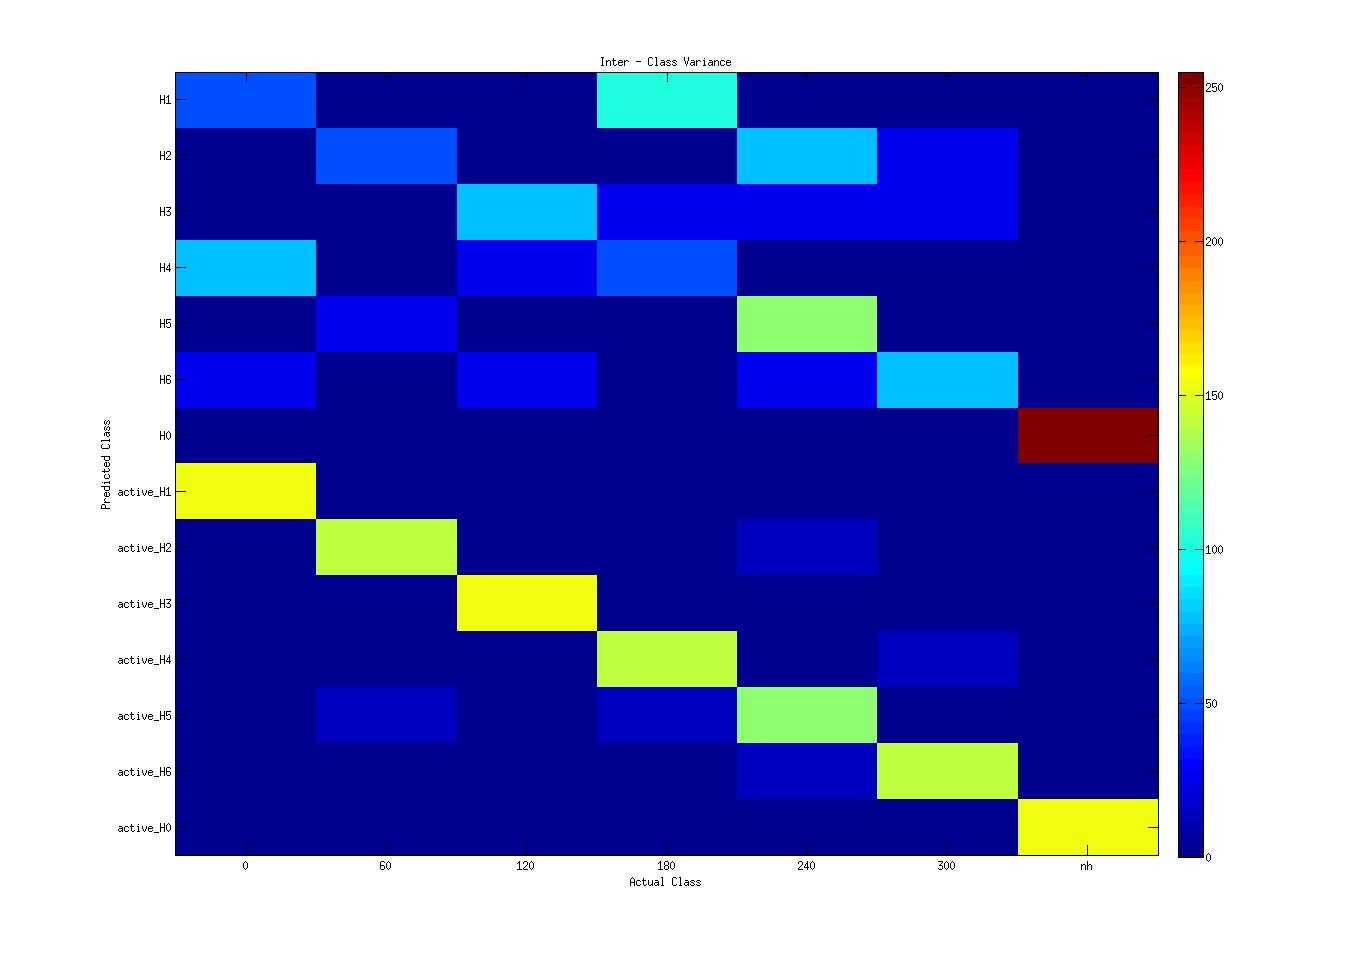 Inter - Class Variance
H1
H2
H3
H4
H5
H6
H0
active_H1
active_H2
active_H3
active_H4
active_H5
active_H6
active_H0
Predicted Class
0 60 120 180 240 300 nh
Actual Class
250
200
150
100
50
0